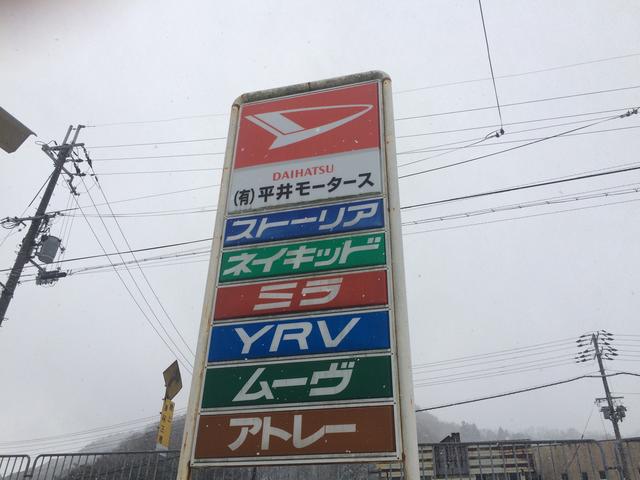 DAIHATSU
(有)平井モータース
ストーリア
ネイキッド
ミラ
YRV
ムーヴ
アトレー